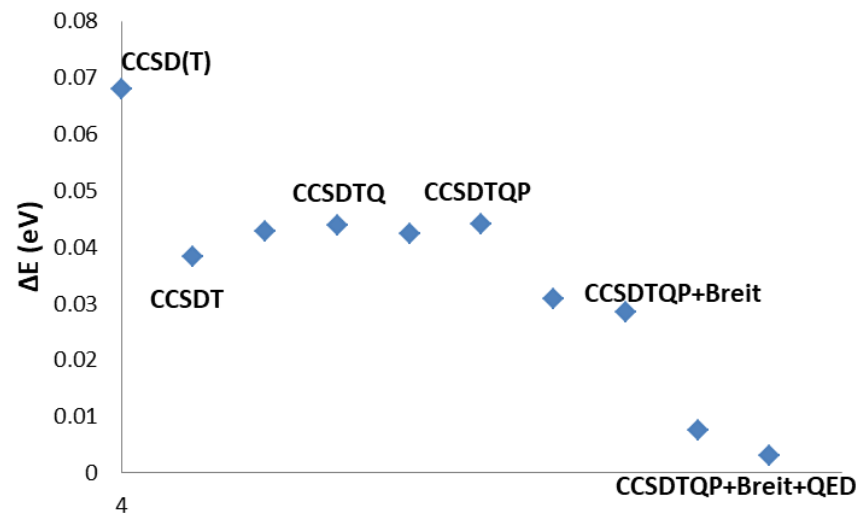 0.08
CCSD(T)
0.07
0.06
0.05
CCSDTQ
CCSDTQP
0.04
ΔE (eV)
0.03
CCSDT
CCSDTQP+Breit
0.02
0.01
0
CCSDTQP+Breit+QED
4